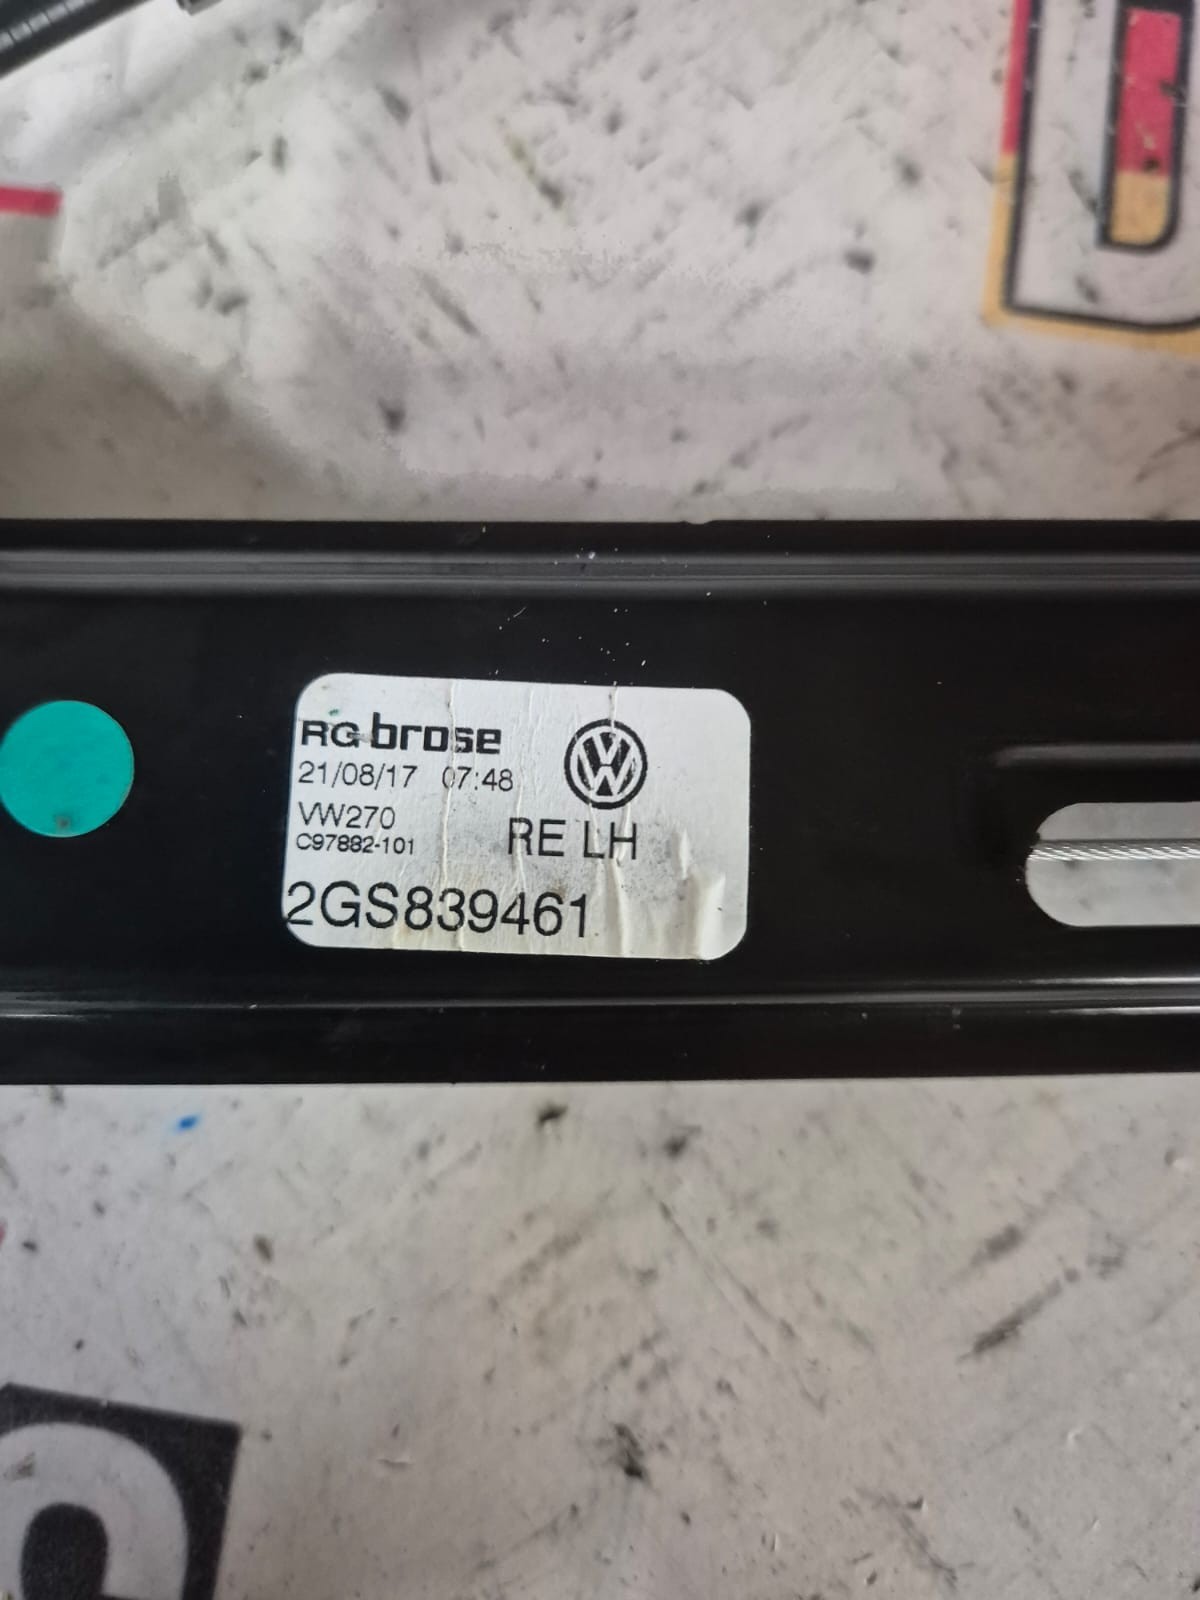 RG brose
21/08/17 07:48
VW270
RE LH
C97882-101
2GS839461